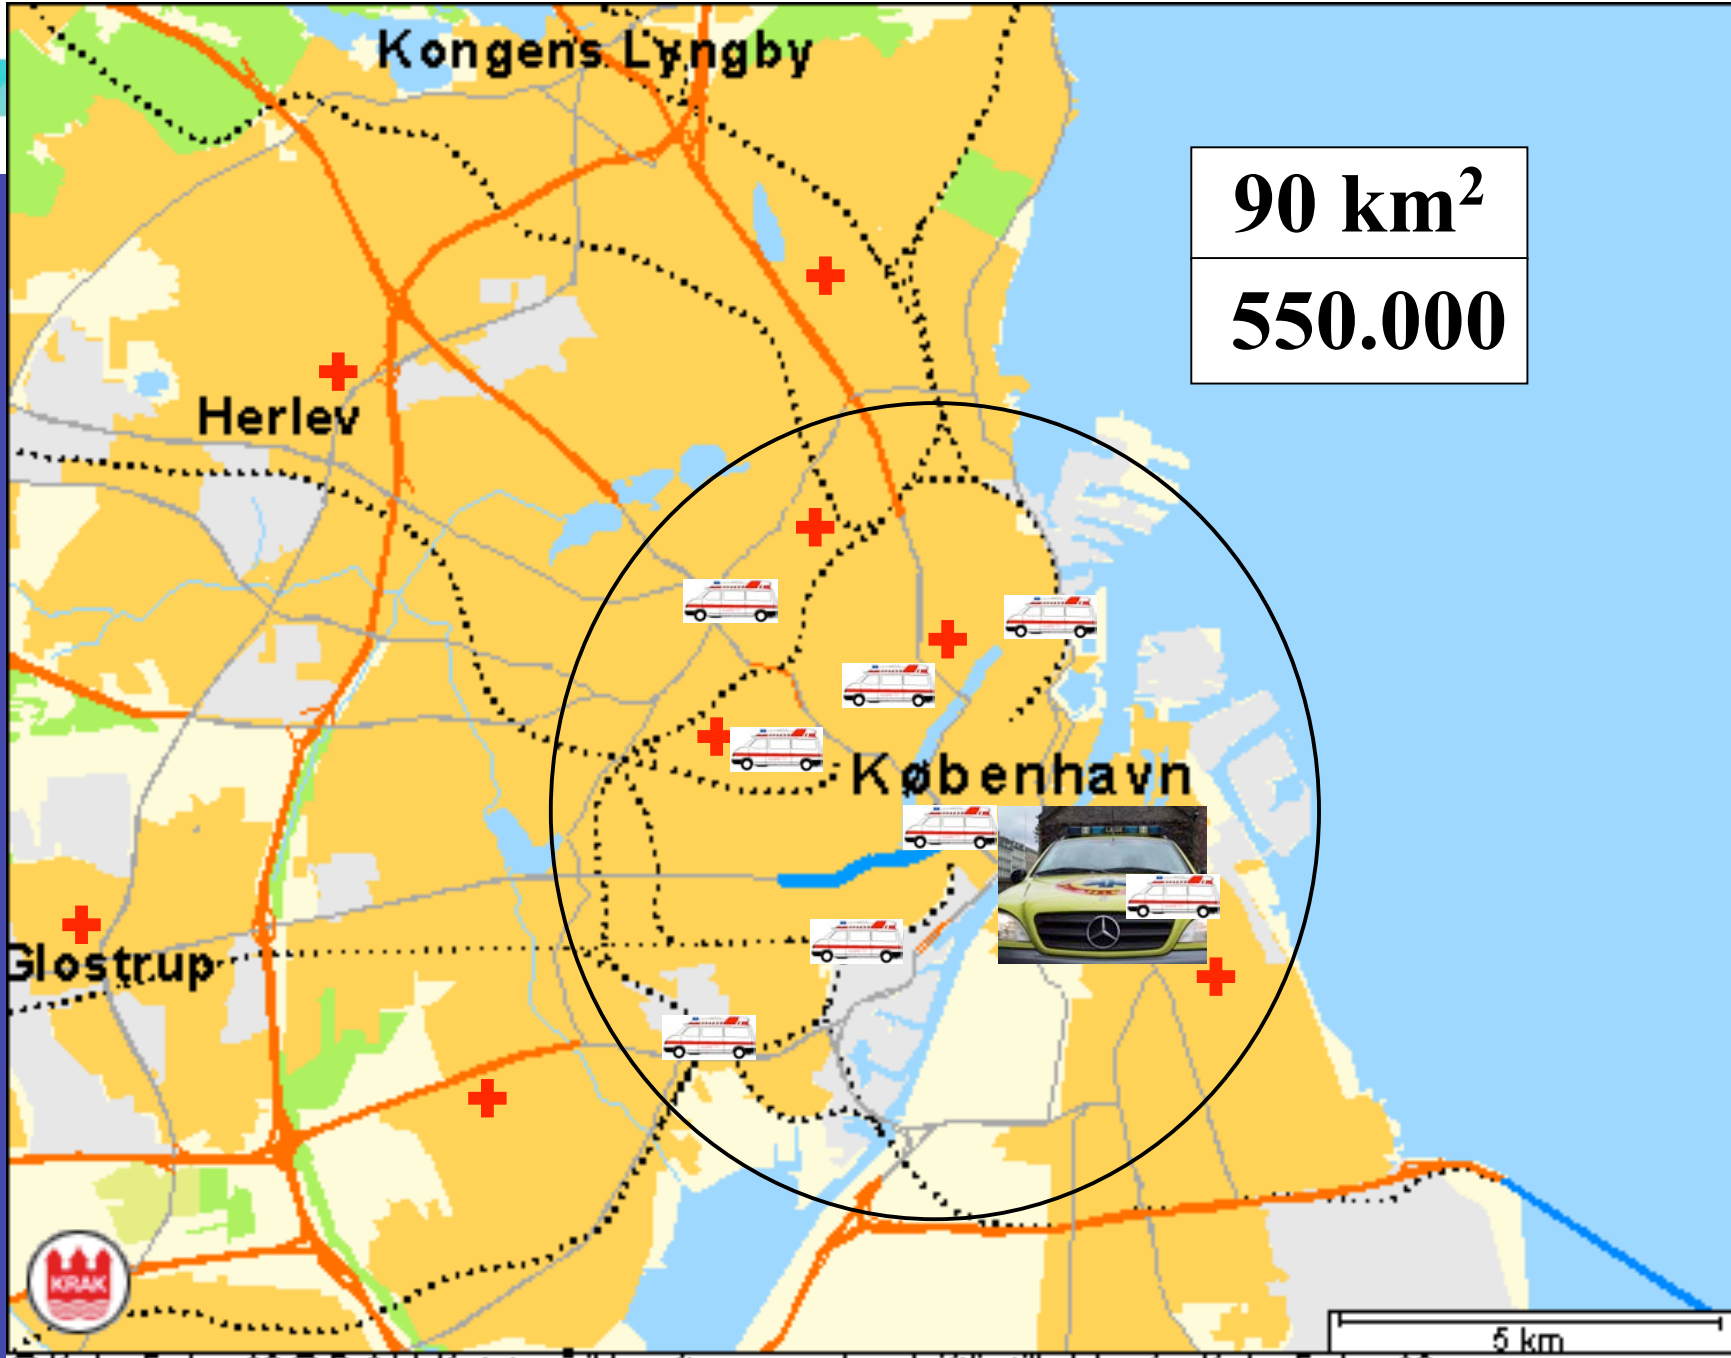 Kongens Lyngby
90 km²
550.000
Herlev
København
Glostrup
KRAK
5 km